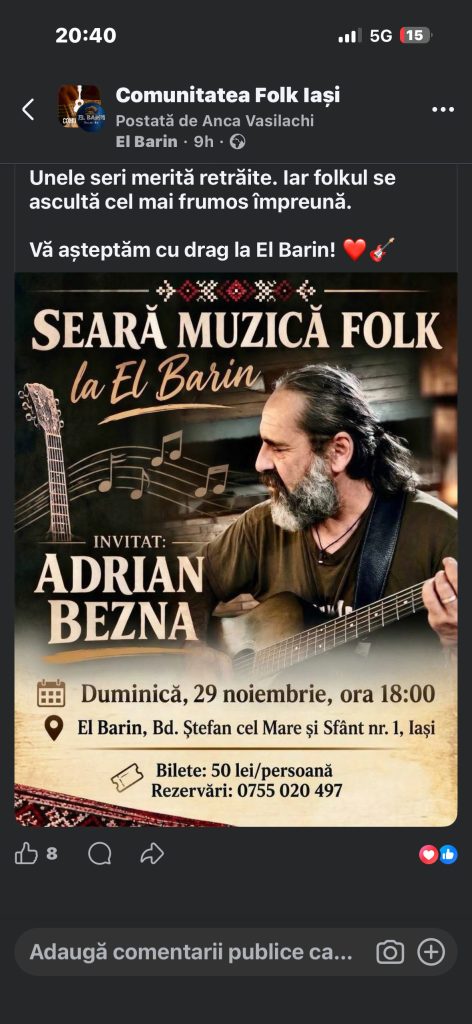 20:40
5G
15
Comunitatea Folk Iași
Postată de Anca Vasilachi
El Barin · 9h ·
Unele seri merită retrăite. Iar folkul se
ascultă cel mai frumos împreună.
Vă așteptăm cu drag la El Barin! ❤️🎸
SEARĂ MUZICĂ FOLK
la El Barin
INVITAT:
ADRIAN
BEZNA
Duminică, 29 noiembrie, ora 18:00
El Barin, Bd. Ștefan cel Mare și Sfânt nr. 1, Iași
Bilete: 50 lei/persoană
Rezervări: 0755 020 497
8
Adaugă comentarii publice ca...